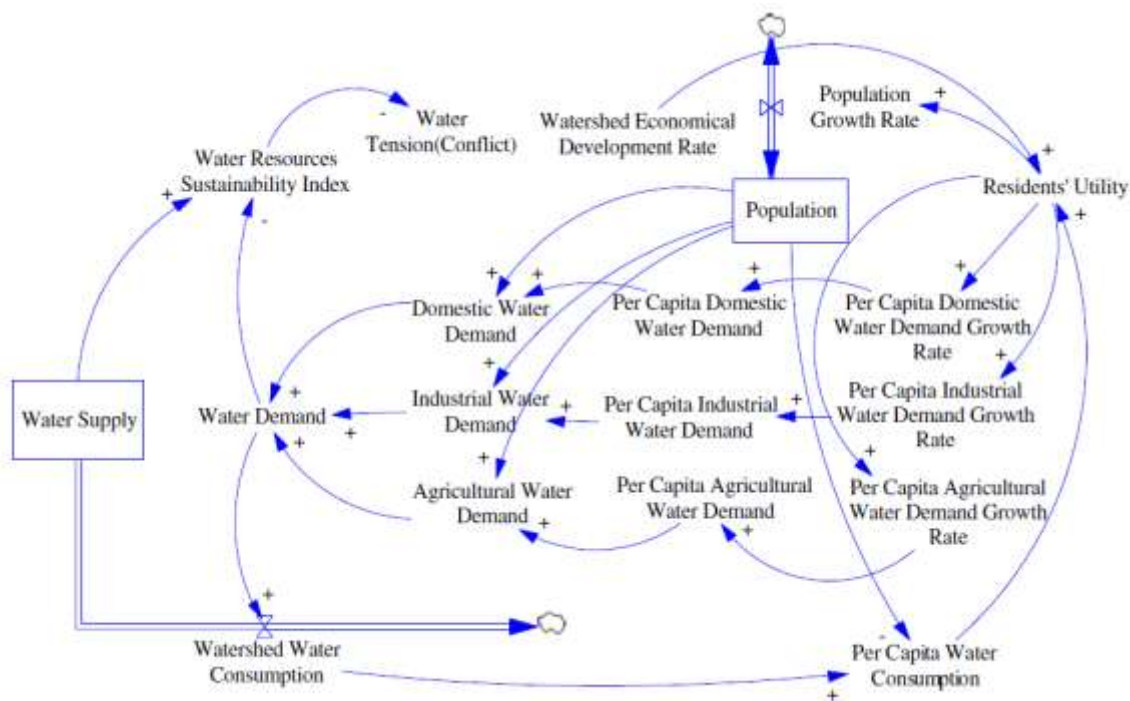 Water
Tension(Conflict)
Watershed Economical
Development Rate
Population
Growth Rate
Water Resources
Sustainability Index
Residents' Utility
Population
Domestic Water
Demand
Per Capita Domestic
Water Demand
Per Capita Domestic
Water Demand Growth
Rate
Water Supply
Water Demand
Industrial Water
Demand
Per Capita Industrial
Water Demand
Per Capita Industrial
Water Demand Growth
Rate
Agricultural Water
Demand
Per Capita Agricultural
Water Demand
Per Capita Agricultural
Water Demand Growth
Rate
Watershed Water
Consumption
Per Capita Water
Consumption